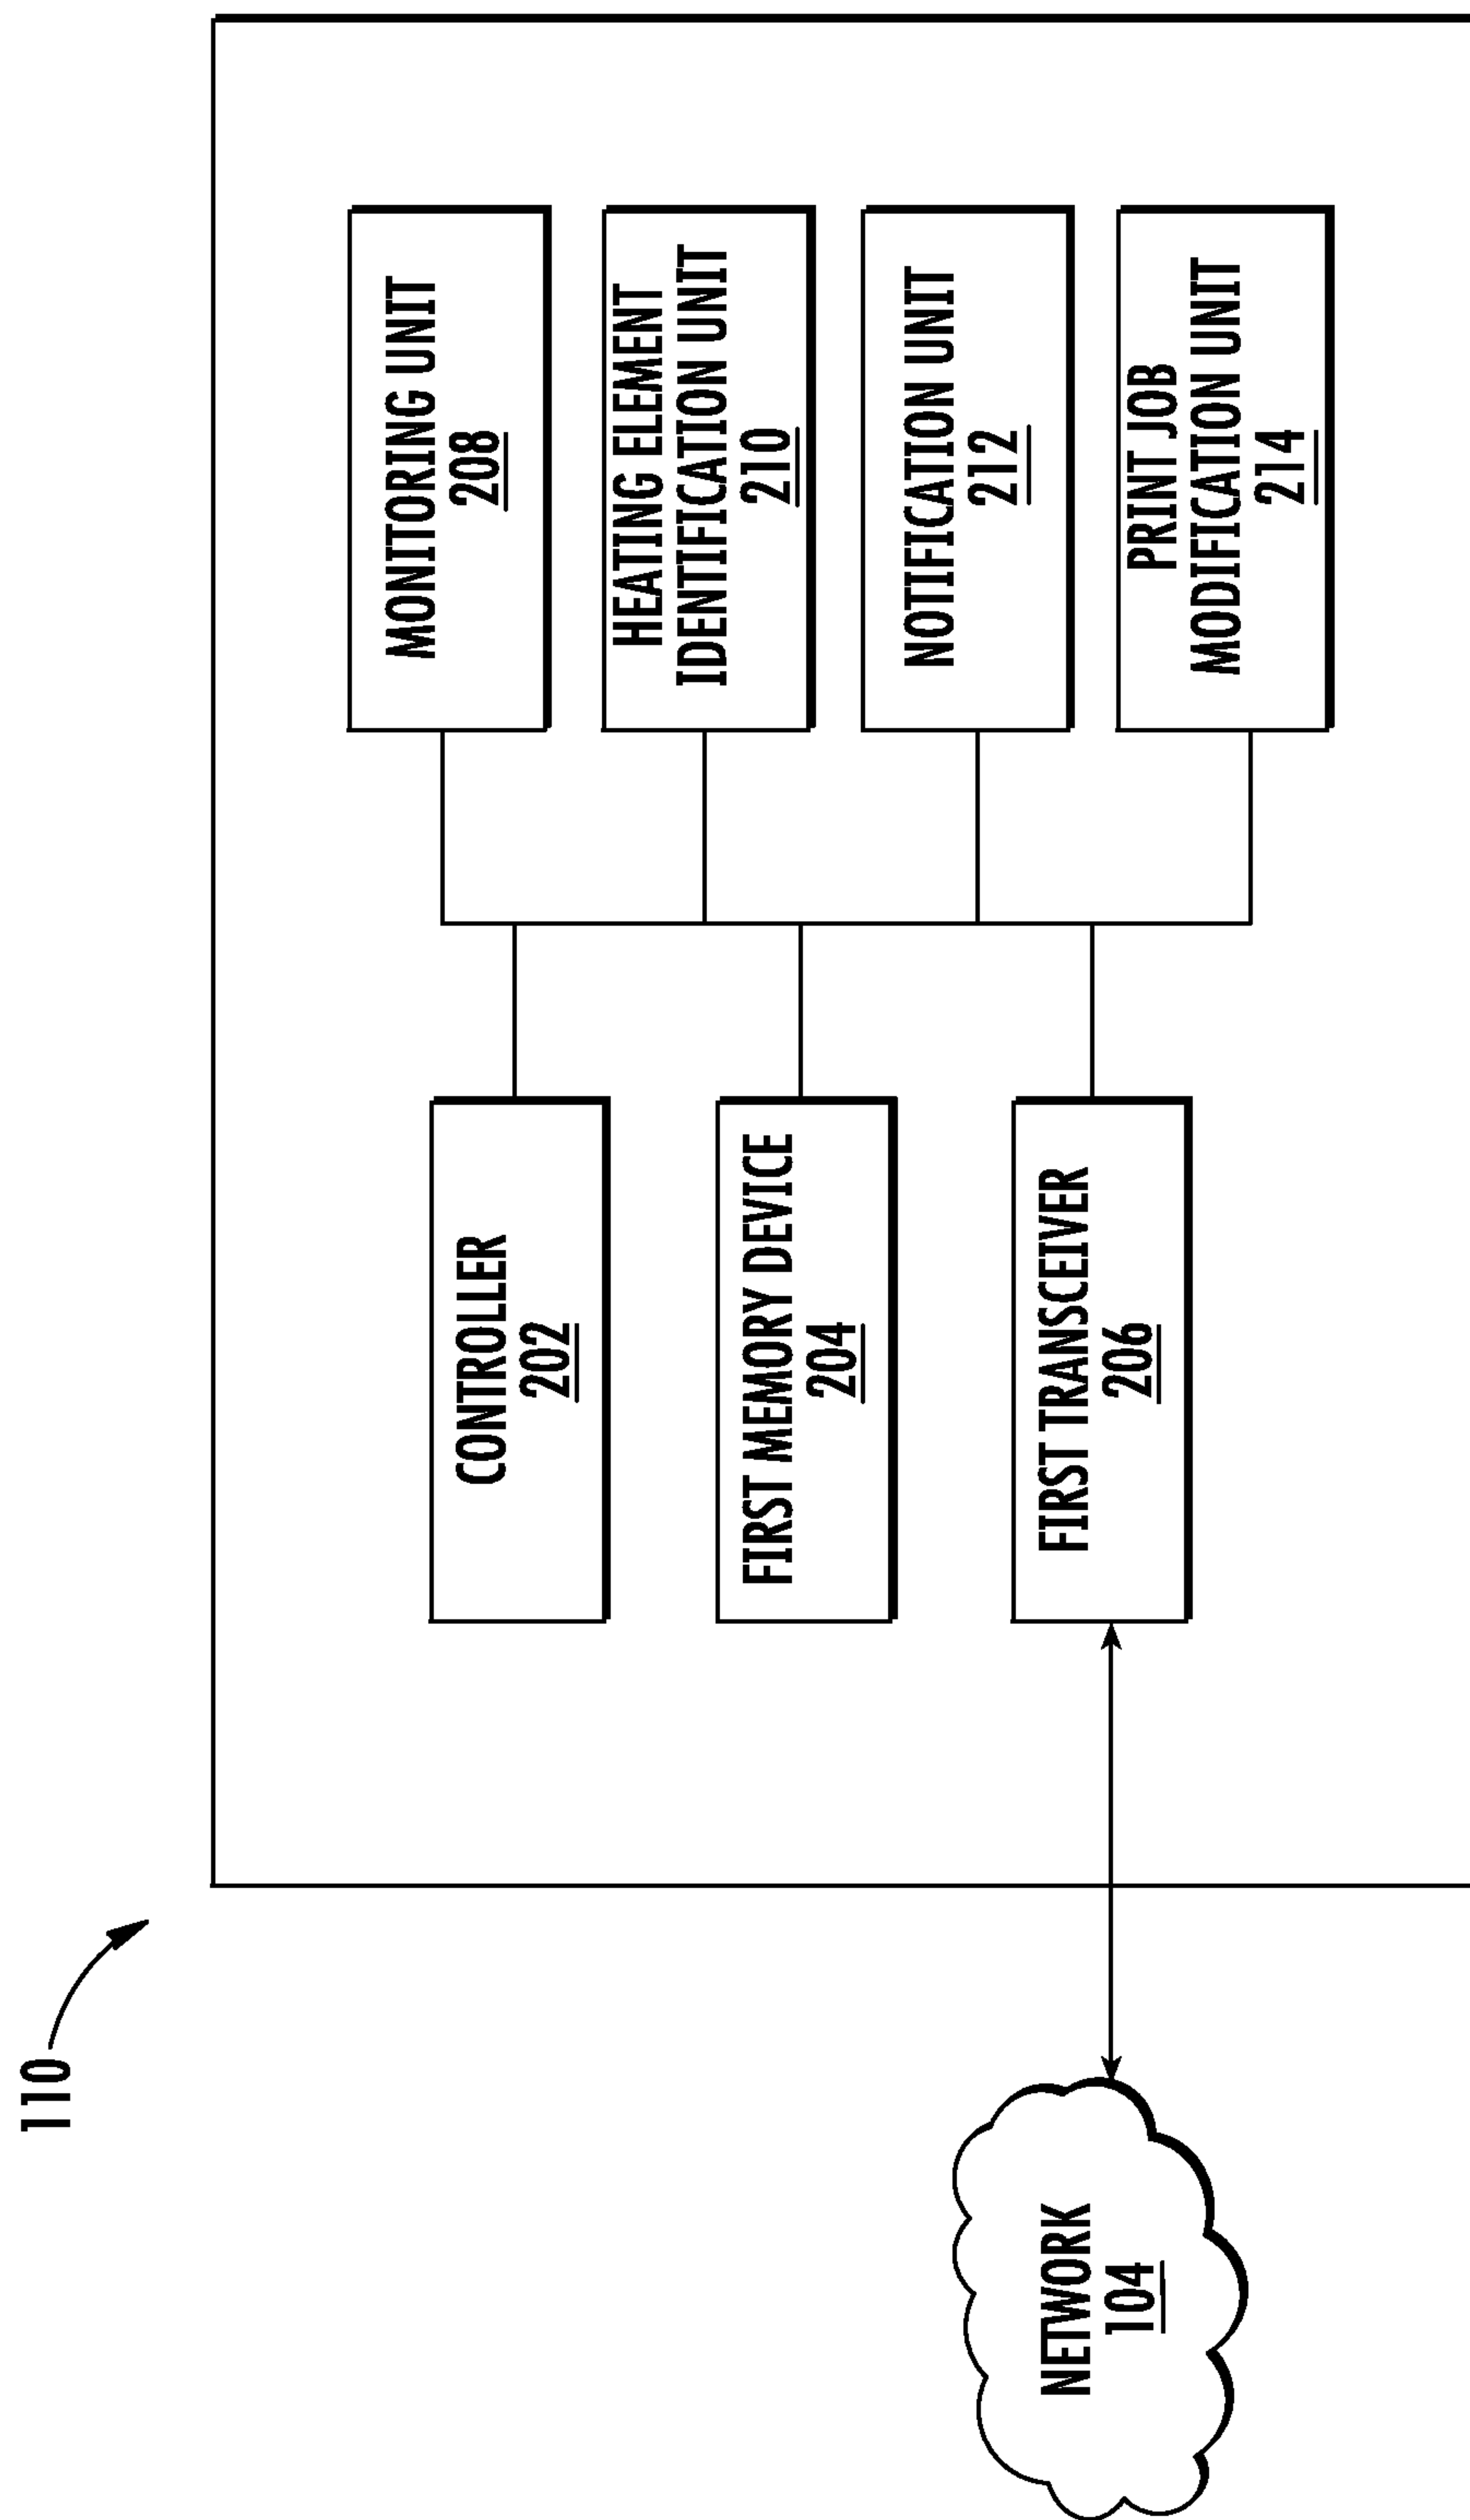 110
NETWORK
104
CONTROLLER
202
FIRST MEMORY DEVICE
204
FIRST TRANSCEIVER
206
MONITORING UNIT
208
HEATING ELEMENT
IDENTIFICATION UNIT
210
NOTIFICATION UNIT
212
PRINT JOB
MODIFICATION UNIT
214